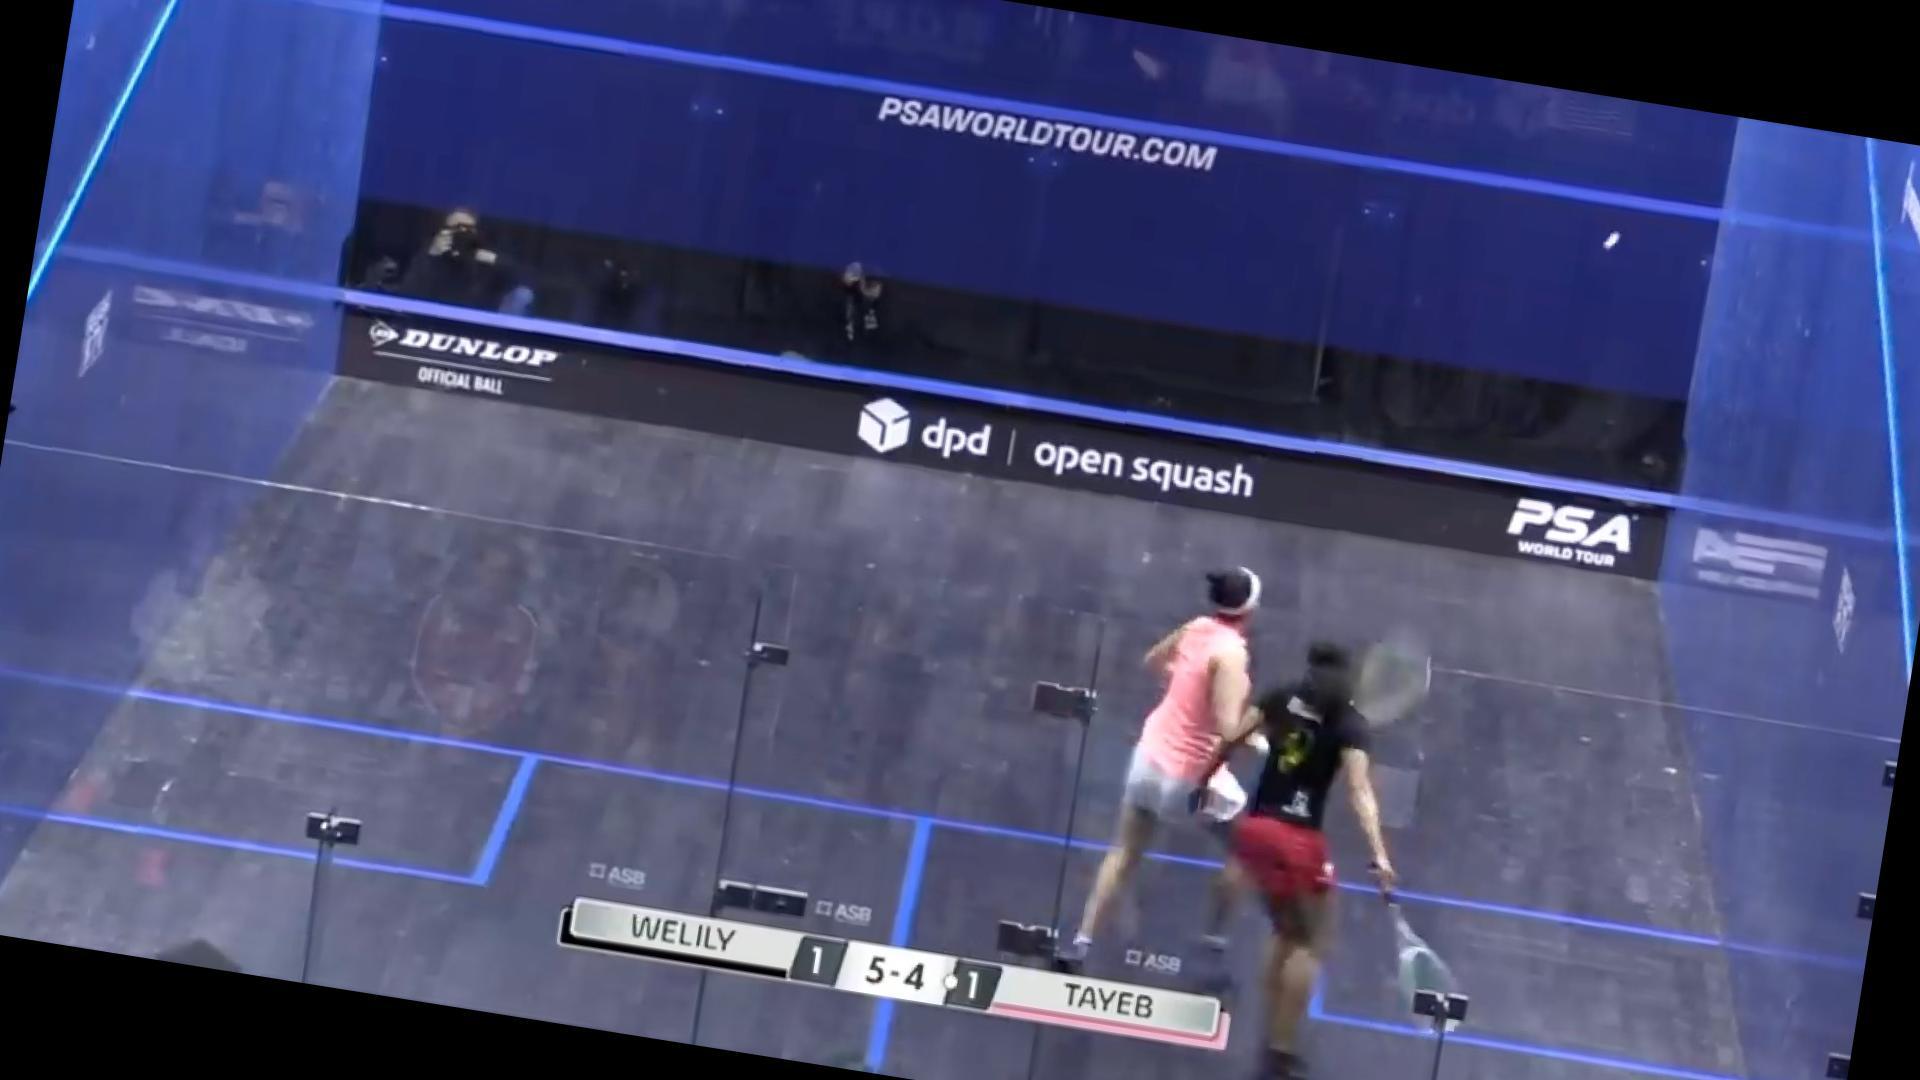 PSAWORLDTOUR.COM
DUNLOP
OFFICIAL BALL
dpd | open squash
PSA
WORLD TOUR
ASB
ASB
ASB
WELILY 1 5-4 1 TAYEB